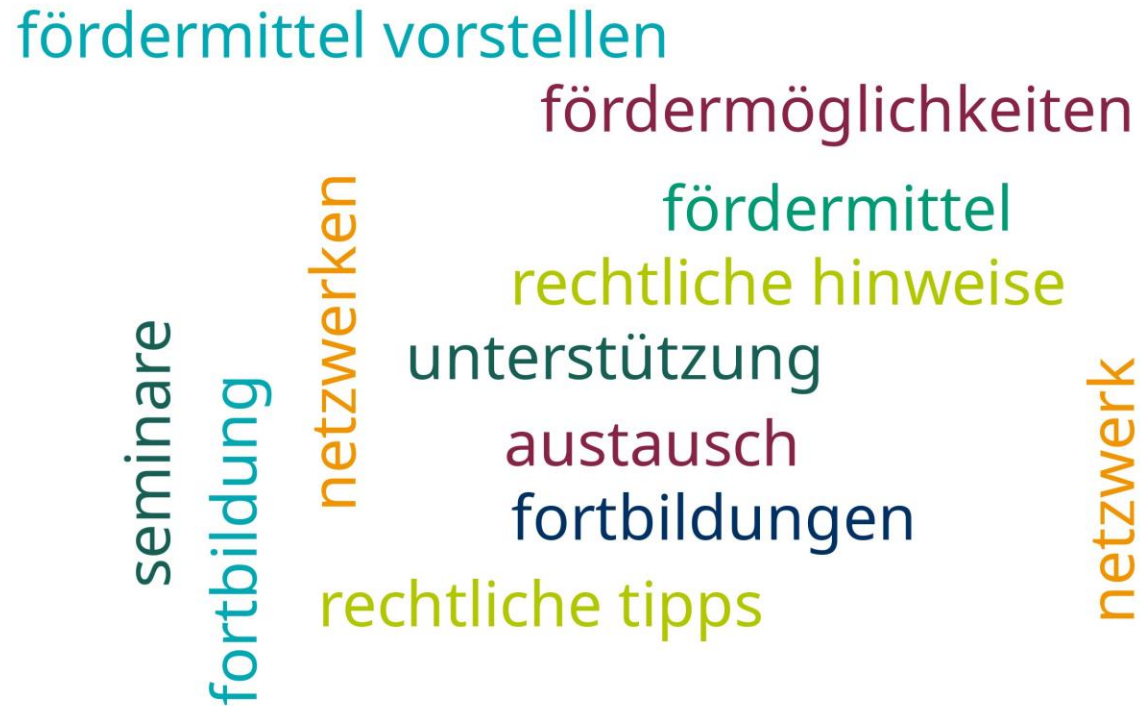 fördermittel vorstellen
fördermöglichkeiten
fördermittel
netzwerken
rechtliche hinweise
seminare
unterstützung
netzwerk
fortbildung
austausch
fortbildungen
rechtliche tipps